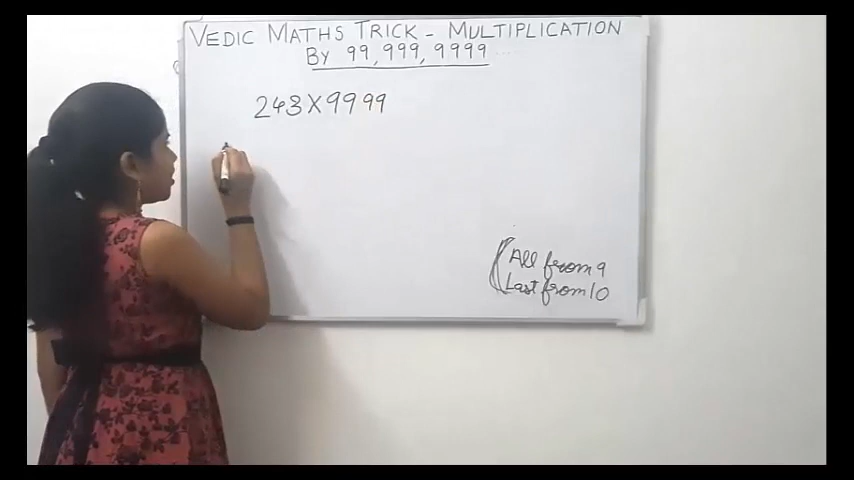 VEDIC MATHS TRICK - MULTIPLICATION
BY 99, 999, 9999 ....
243 X 9999
All from 9
Last from 10